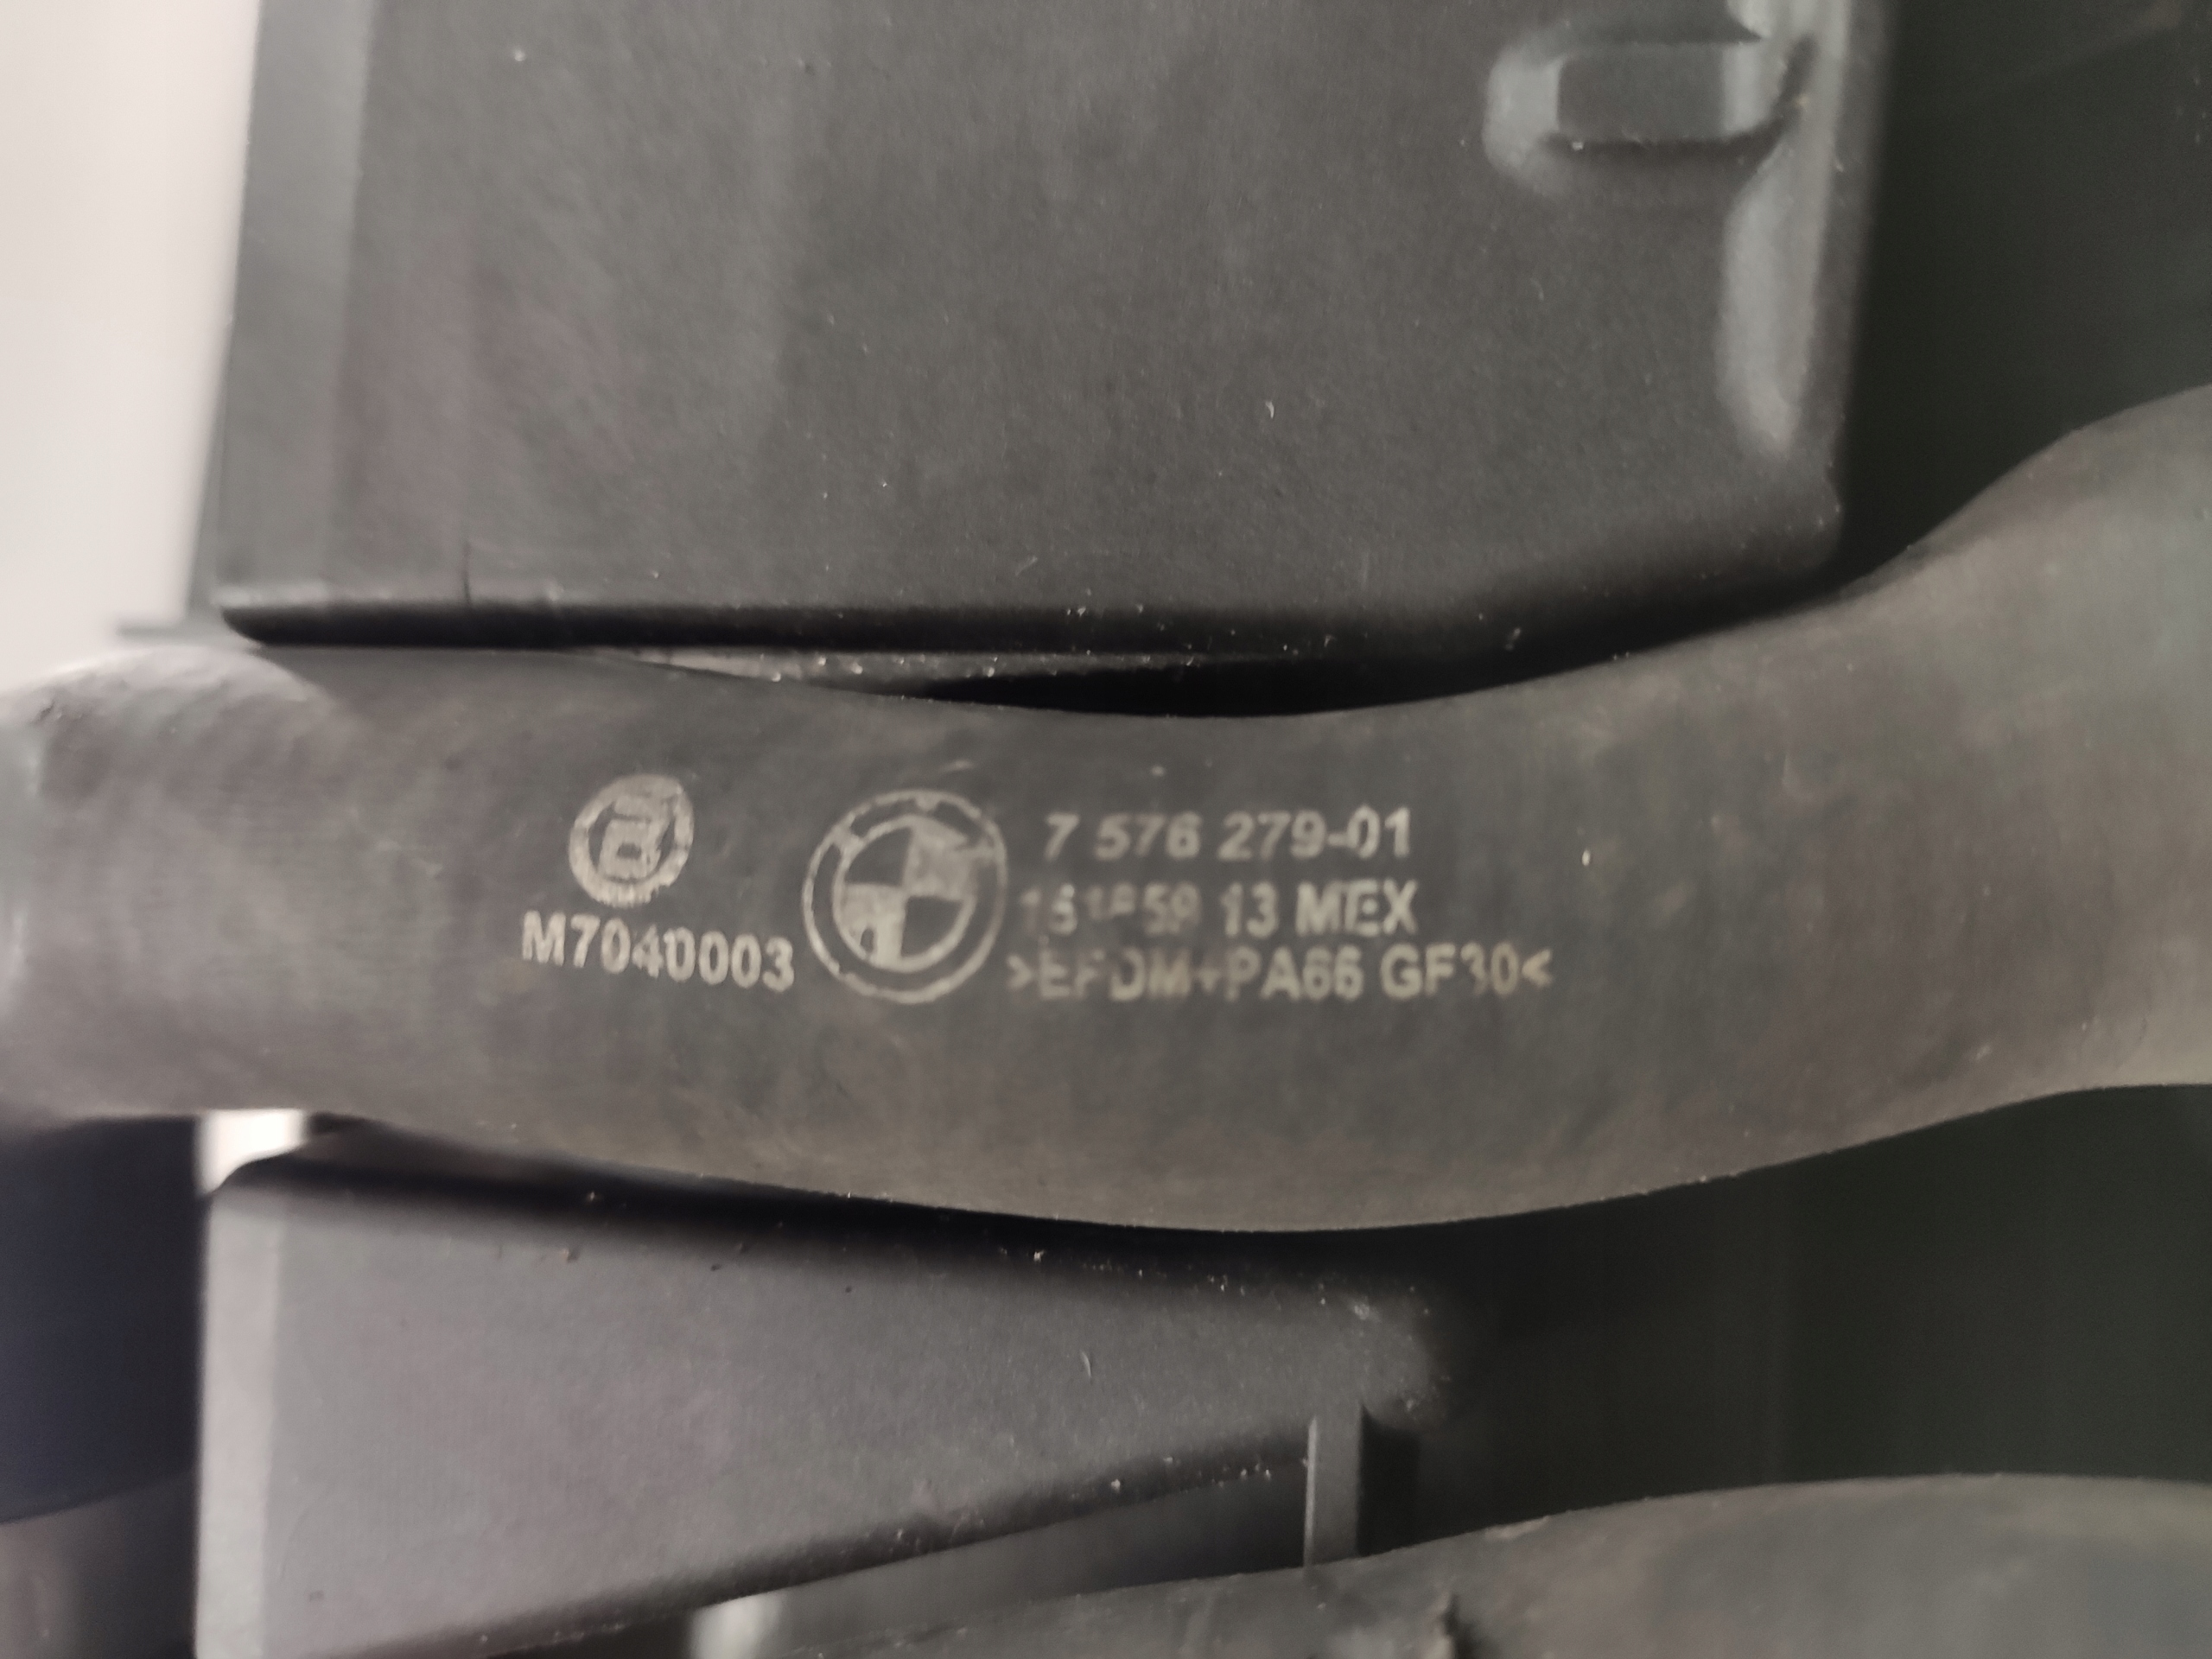 M7040003
7 576 279-01
13 MEX
>EPDM+PA66 GF30<